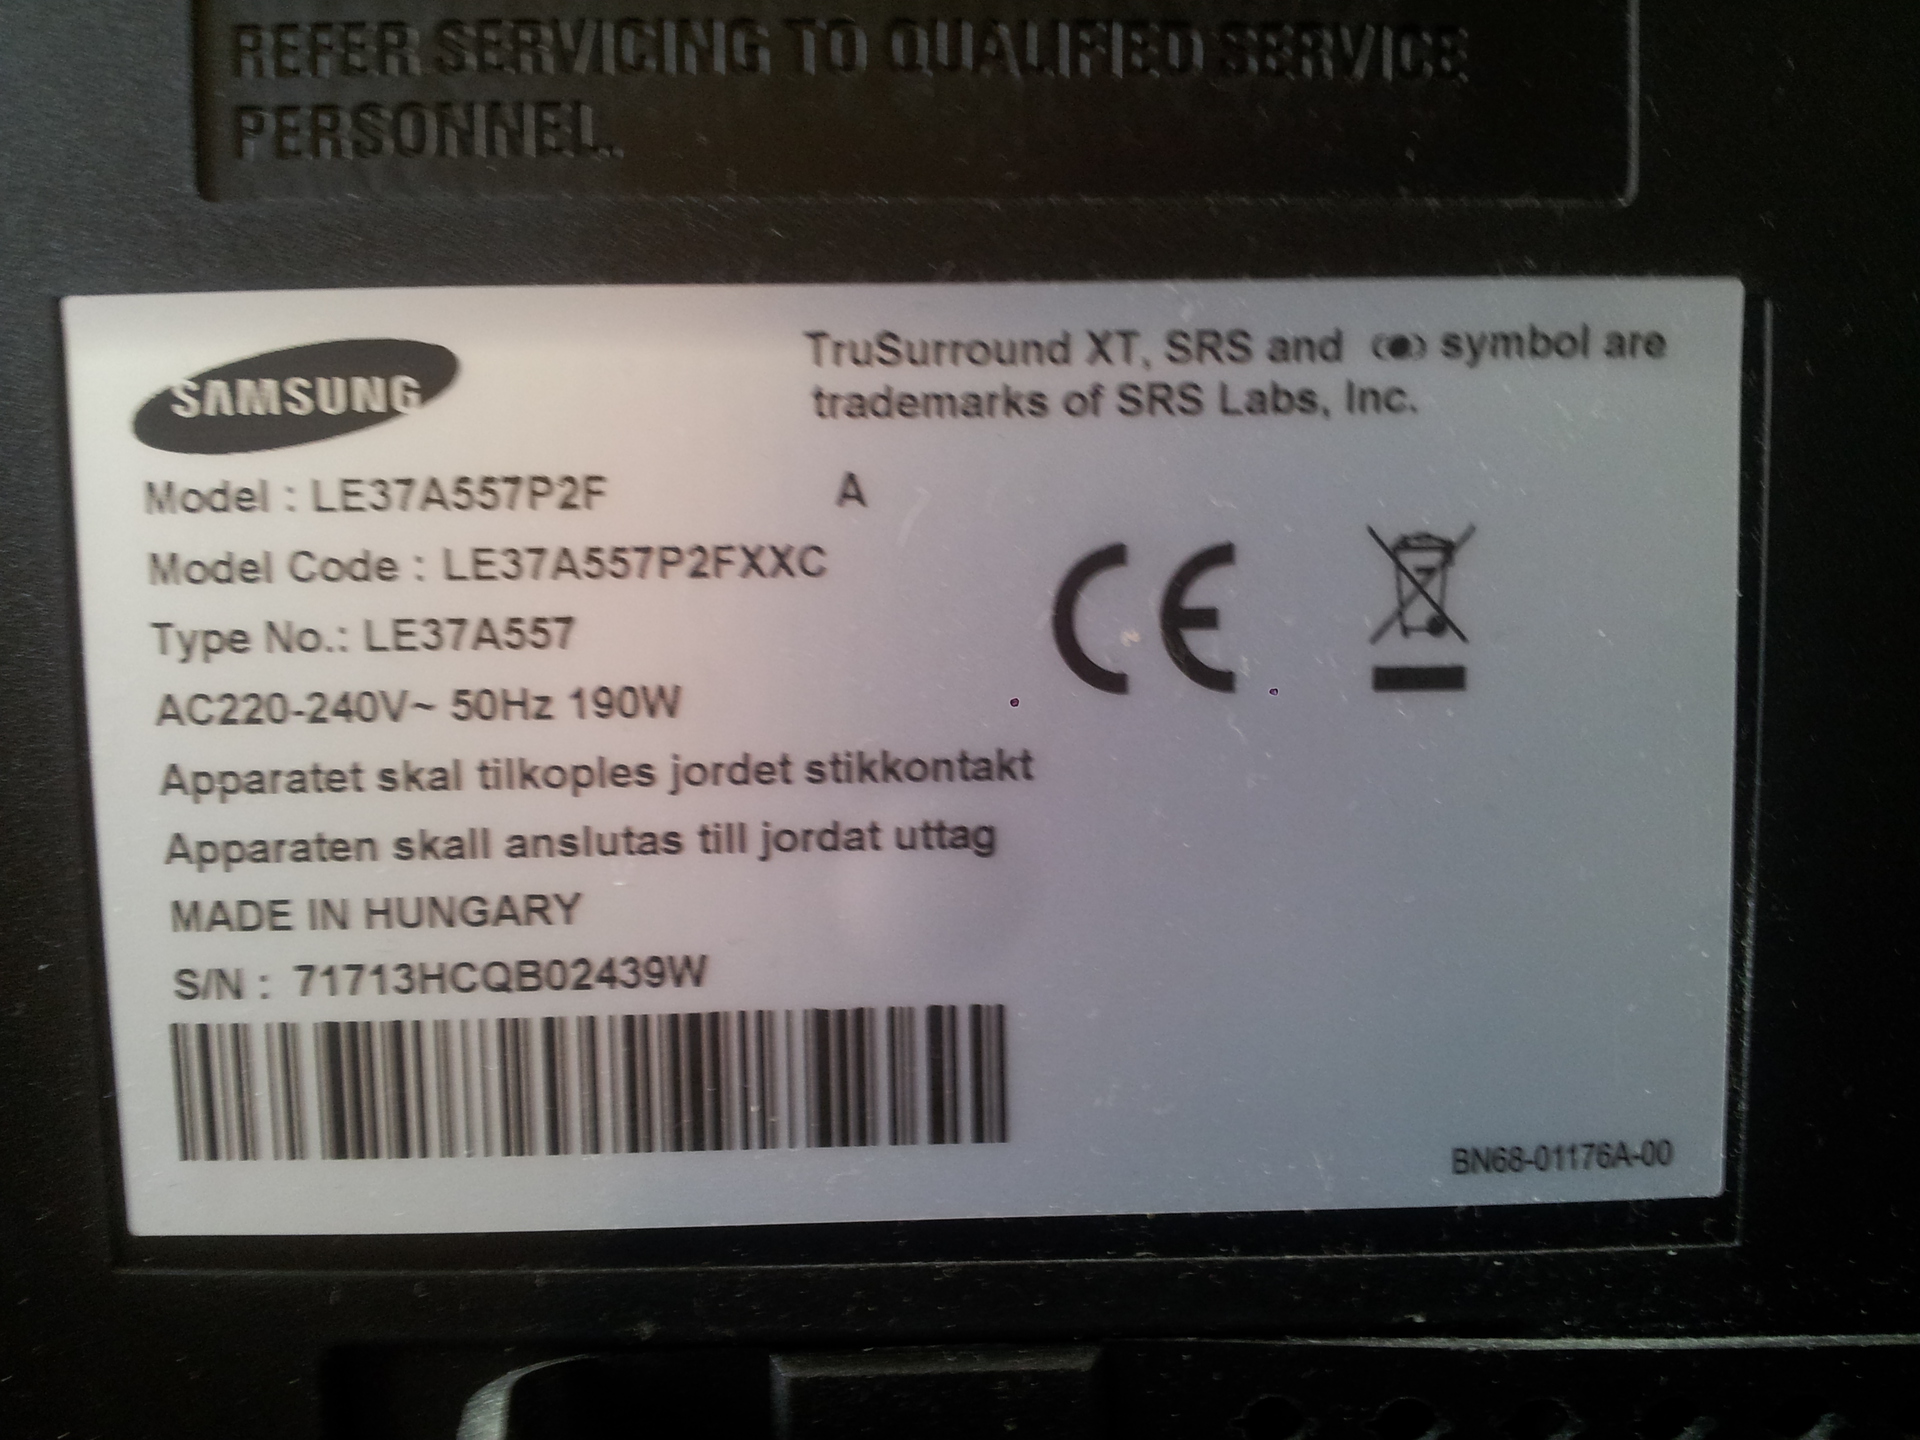 REFER SERVICING TO QUALIFIED SERVICE
PERSONNEL.
SAMSUNG
TruSurround XT, SRS and (●) symbol are
trademarks of SRS Labs, Inc.
Model : LE37A557P2F A
Model Code : LE37A557P2FXXC
Type No.: LE37A557
AC220-240V~ 50Hz 190W
Apparatet skal tilkoples jordet stikkontakt
Apparaten skall anslutas till jordat uttag
MADE IN HUNGARY
S/N : 71713HCQB02439W
CE
BN68-01176A-00